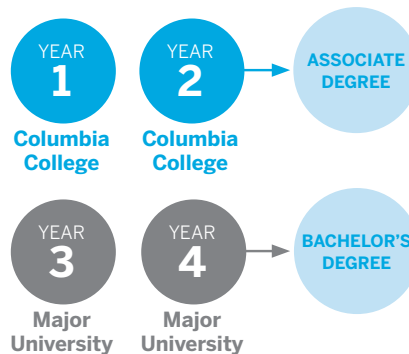 YEAR
1
Columbia
College
YEAR
2
Columbia
College
ASSOCIATE
DEGREE
YEAR
3
Major
University
YEAR
4
Major
University
BACHELOR'S
DEGREE